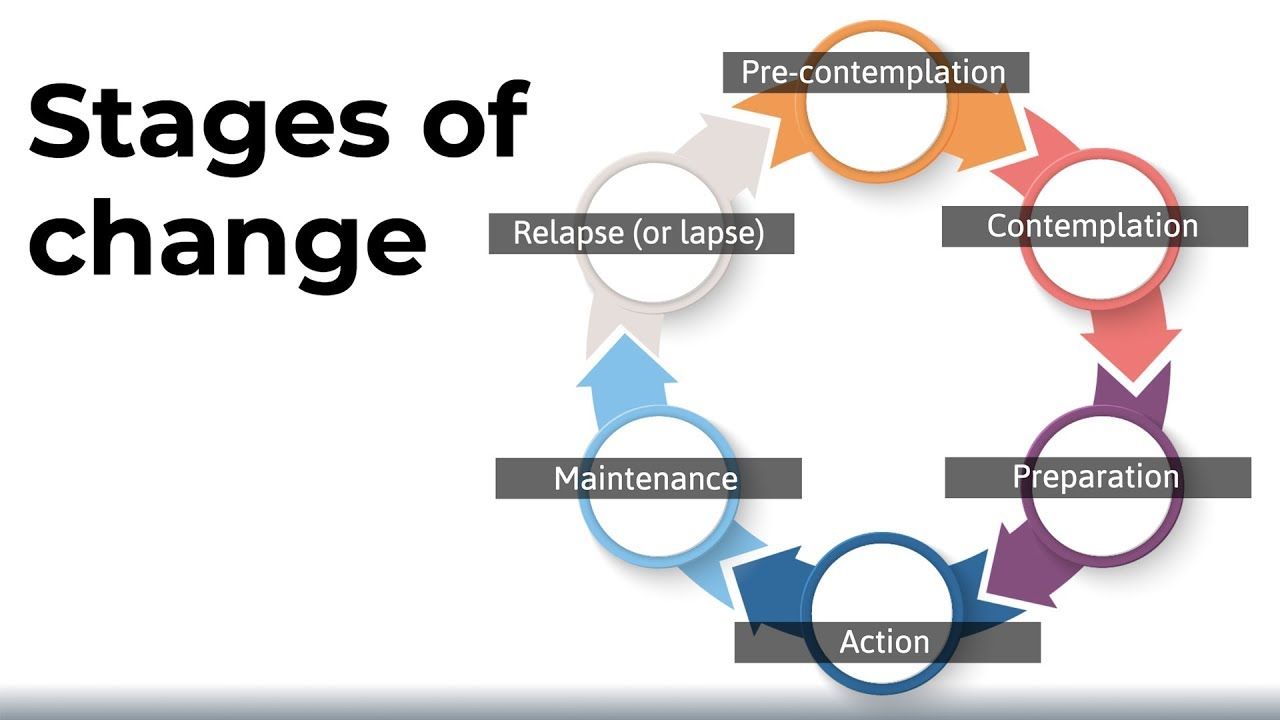 Stages of
change
Pre-contemplation
Contemplation
Preparation
Action
Maintenance
Relapse (or lapse)